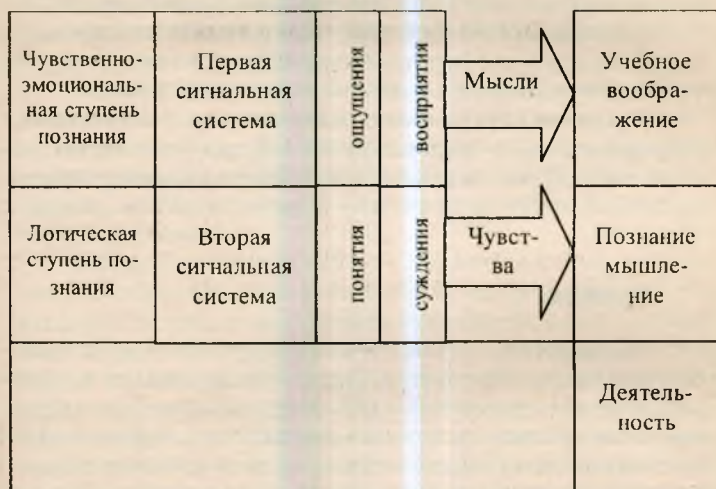 Чувственно-
эмоциональ-
ная ступень
познания
Первая
сигнальная
система
ощущения
восприятия
Мысли
Учебное
вообра-
жение
Логическая
ступень по-
знания
Вторая
сигнальная
система
понятия
суждения
Чувст-
ва
Познание
мышле-
ние
Деятель-
ность